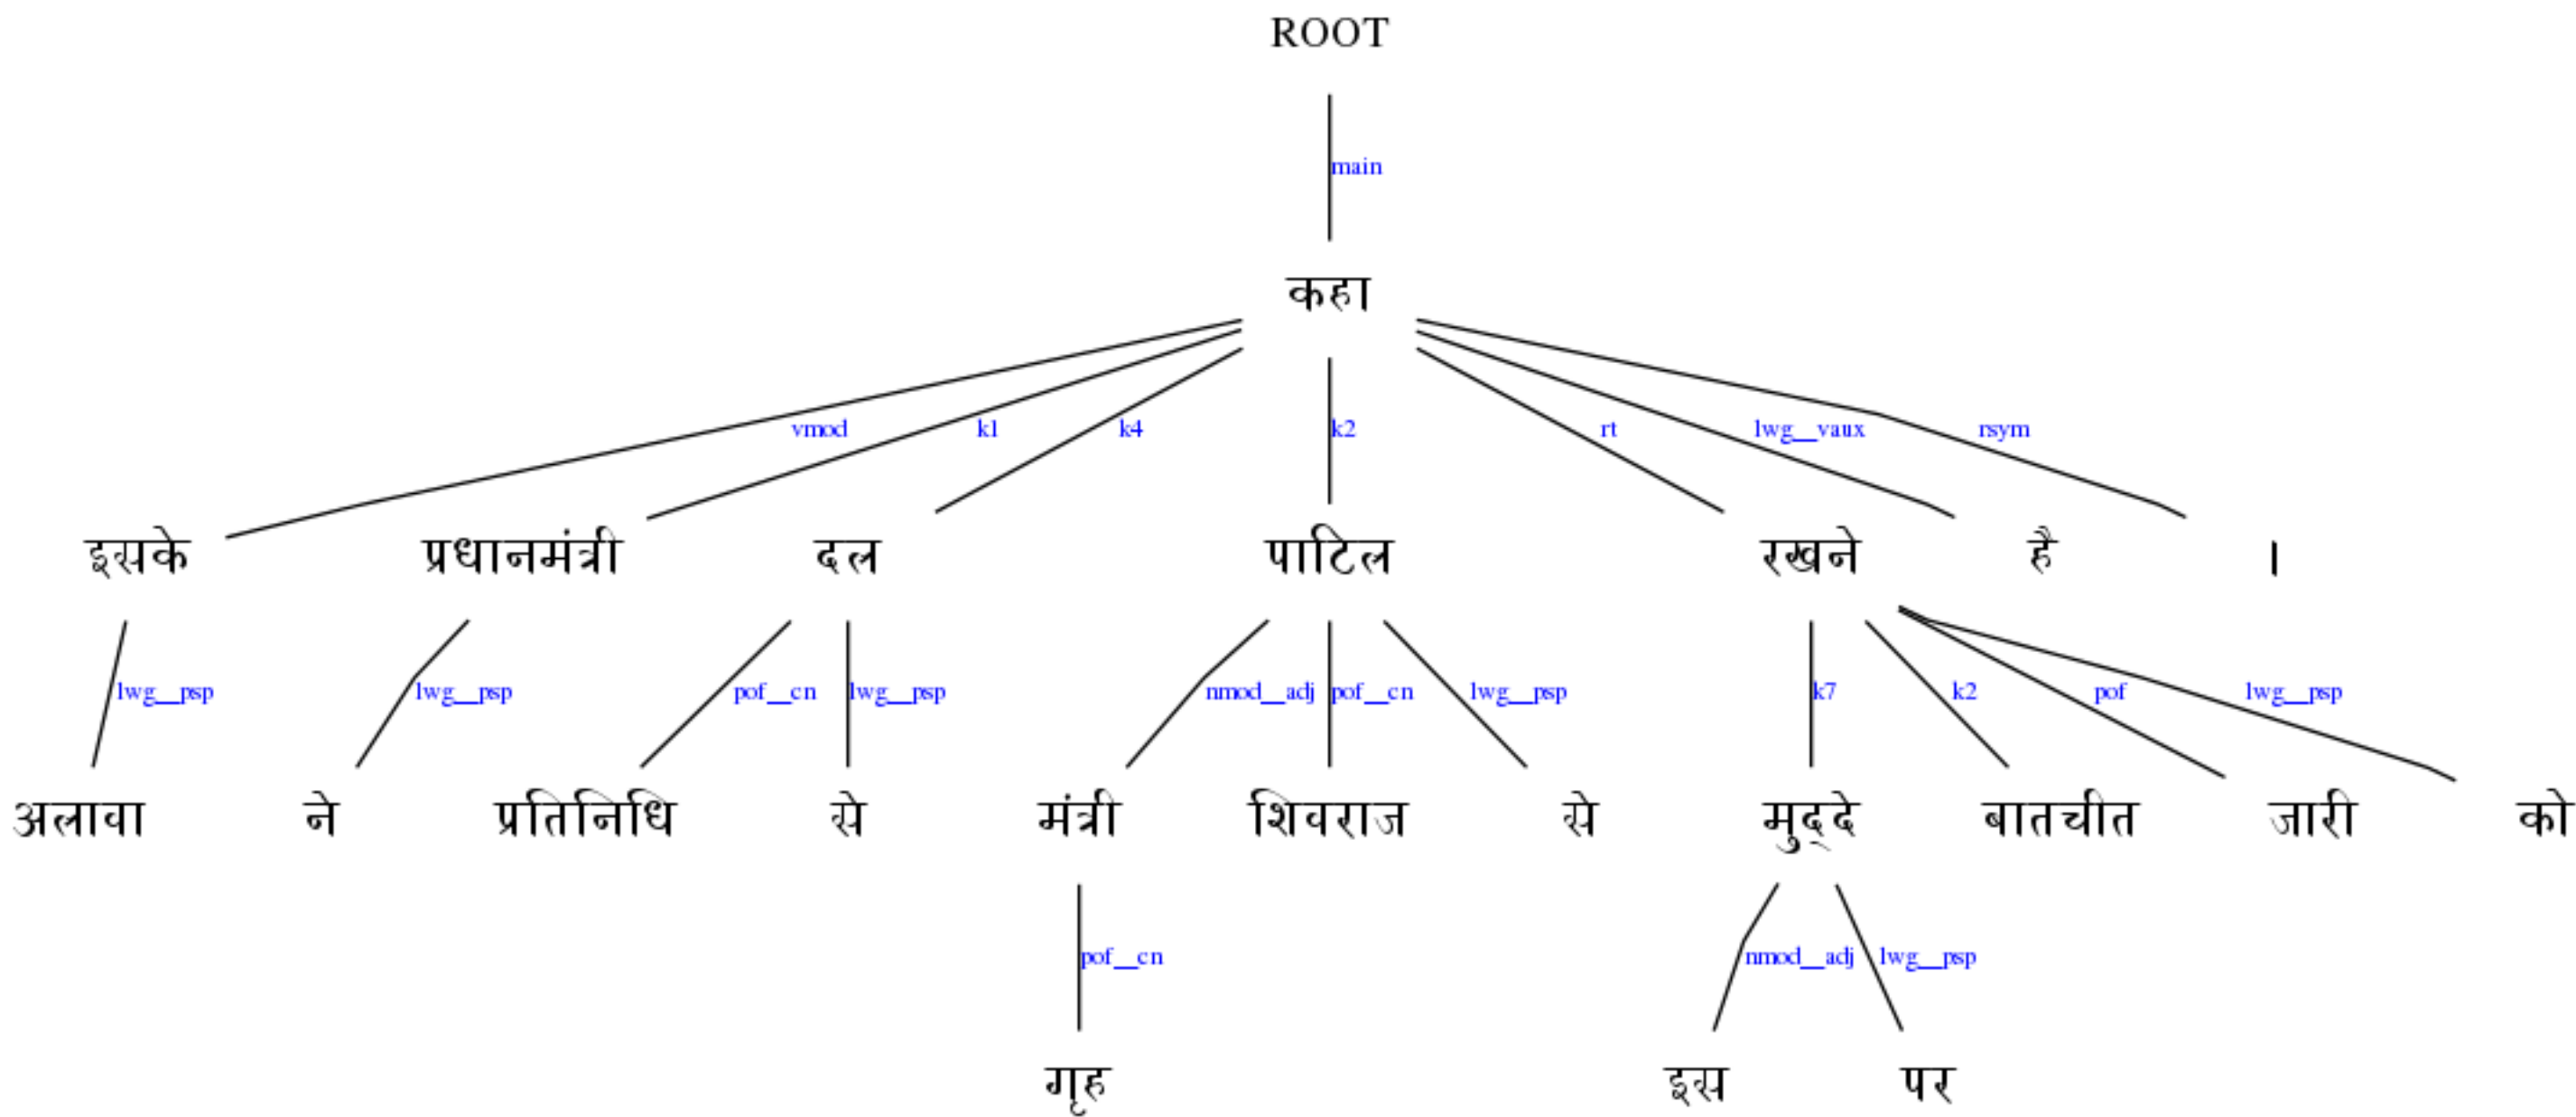 ROOT
main
कहा
vmod k1 k4 k2 rt lwg__vaux rsym
इसके प्रधानमंत्री दल पाटिल रखने है ।
lwg__psp lwg__psp pof__cn lwg__psp nmod__adj pof__cn lwg__psp k7 k2 pof lwg__psp
अलावा ने प्रतिनिधि से मंत्री शिवराज से मुद्दे बातचीत जारी को
pof__cn nmod__adj lwg__psp
गृह इस पर